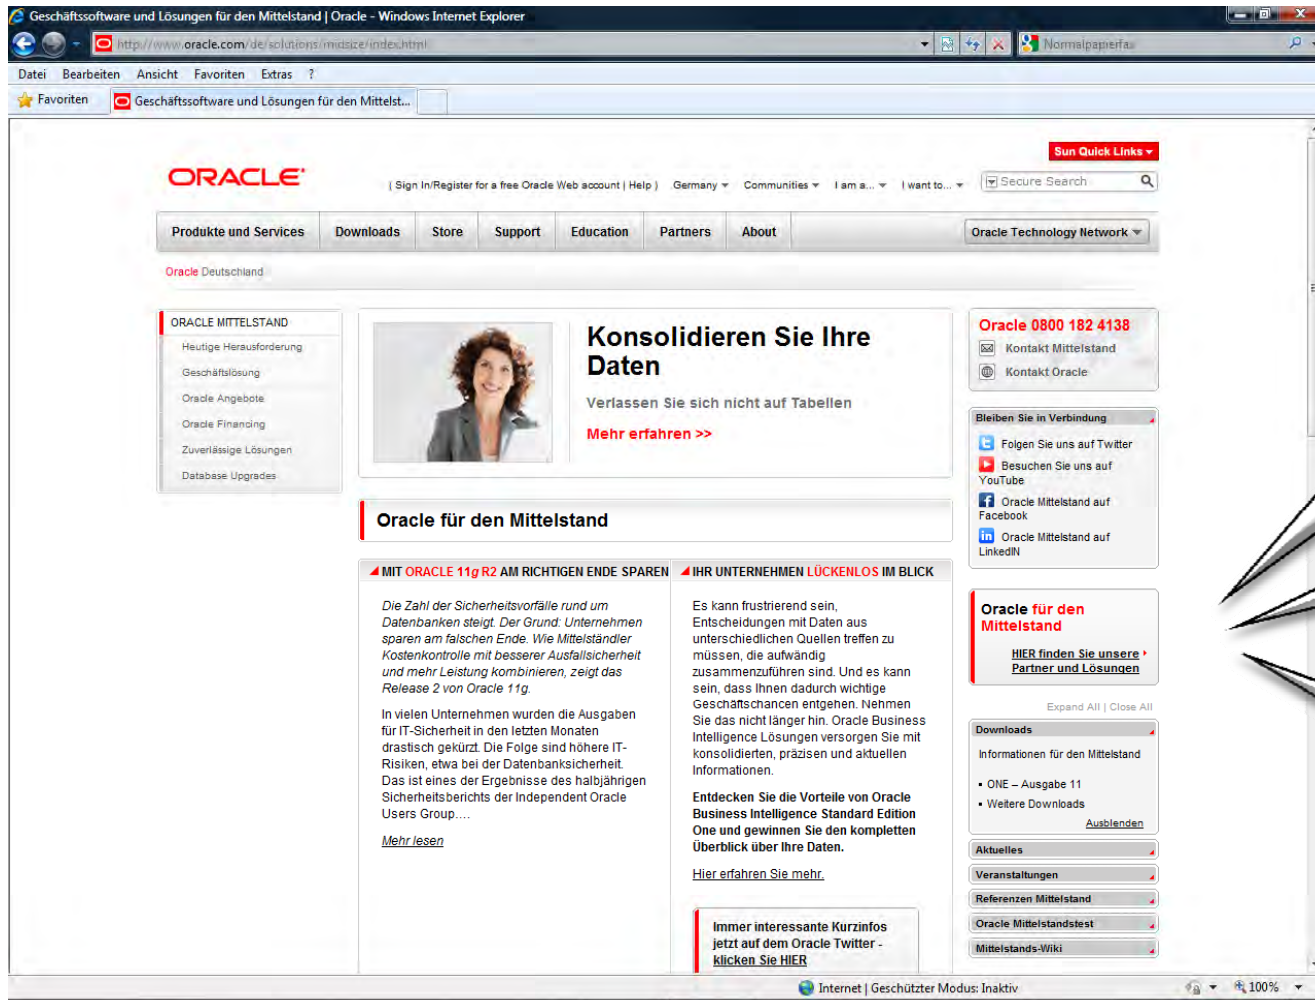 Geschäftssoftware und Lösungen für den Mittelstand | Oracle - Windows Internet Explorer
http://www.oracle.com/de/solutions/midsize/index.html
Normalpapierfax
Datei Bearbeiten Ansicht Favoriten Extras ?
Favoriten Geschäftssoftware und Lösungen für den Mittelst...
Sun Quick Links
ORACLE
( Sign In/Register for a free Oracle Web account | Help ) Germany Communities I am a... I want to... Secure Search
Produkte und Services Downloads Store Support Education Partners About Oracle Technology Network
Oracle Deutschland
ORACLE MITTELSTAND
Heutige Herausforderung
Geschäftslösung
Oracle Angebote
Oracle Financing
Zuverlässige Lösungen
Database Upgrades
Konsolidieren Sie Ihre
Daten
Verlassen Sie sich nicht auf Tabellen
Mehr erfahren >>
Oracle für den Mittelstand
MIT ORACLE 11g R2 AM RICHTIGEN ENDE SPAREN
Die Zahl der Sicherheitsvorfälle rund um
Datenbanken steigt. Der Grund: Unternehmen
sparen am falschen Ende. Wie Mittelständler
Kostenkontrolle mit besserer Ausfallsicherheit
und mehr Leistung kombinieren, zeigt das
Release 2 von Oracle 11g.
In vielen Unternehmen wurden die Ausgaben
für IT-Sicherheit in den letzten Monaten
drastisch gekürzt. Die Folge sind höhere IT-
Risiken, etwa bei der Datenbanksicherheit.
Das ist eines der Ergebnisse des halbjährigen
Sicherheitsberichts der Independent Oracle
Users Group....
Mehr lesen
IHR UNTERNEHMEN LÜCKENLOS IM BLICK
Es kann frustrierend sein,
Entscheidungen mit Daten aus
unterschiedlichen Quellen treffen zu
müssen, die aufwändig
zusammenzuführen sind. Und es kann
sein, dass Ihnen dadurch wichtige
Geschäftschancen entgehen. Nehmen
Sie das nicht länger hin. Oracle Business
Intelligence Lösungen versorgen Sie mit
konsolidierten, präzisen und aktuellen
Informationen.
Entdecken Sie die Vorteile von Oracle
Business Intelligence Standard Edition
One und gewinnen Sie den kompletten
Überblick über Ihre Daten.
Hier erfahren Sie mehr.
Immer interessante Kurzinfos
jetzt auf dem Oracle Twitter -
klicken Sie HIER
Oracle 0800 182 4138
Kontakt Mittelstand
Kontakt Oracle
Bleiben Sie in Verbindung
Folgen Sie uns auf Twitter
Besuchen Sie uns auf
YouTube
Oracle Mittelstand auf
Facebook
Oracle Mittelstand auf
LinkedIN
Oracle für den
Mittelstand
HIER finden Sie unsere
Partner und Lösungen
Expand All | Close All
Downloads
Informationen für den Mittelstand
ONE – Ausgabe 11
Weitere Downloads
Ausblenden
Aktuelles
Veranstaltungen
Referenzen Mittelstand
Oracle Mittelstandstest
Mittelstands-Wiki
Internet | Geschützter Modus: Inaktiv 100%